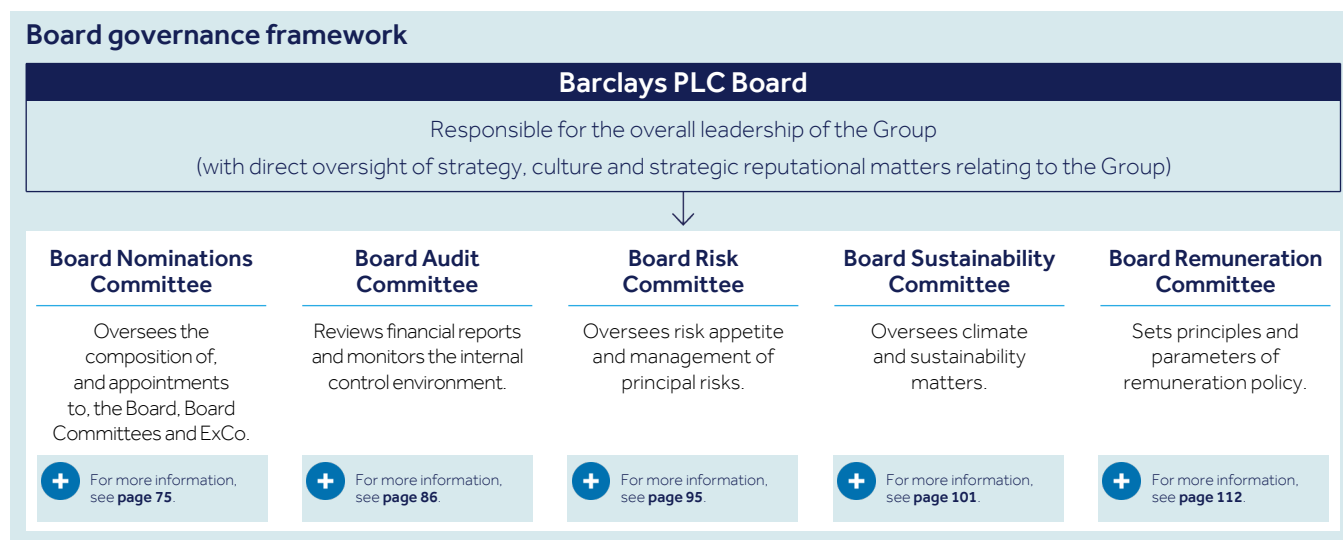 Board governance framework
Barclays PLC Board
Responsible for the overall leadership of the Group
(with direct oversight of strategy, culture and strategic reputational matters relating to the Group)
Board Nominations
Committee
Oversees the
composition of,
and appointments
to, the Board, Board
Committees and ExCo.
For more information,
see page 75.
Board Audit
Committee
Reviews financial reports
and monitors the internal
control environment.
For more information,
see page 86.
Board Risk
Committee
Oversees risk appetite
and management of
principal risks.
For more information,
see page 95.
Board Sustainability
Committee
Oversees climate
and sustainability
matters.
For more information,
see page 101.
Board Remuneration
Committee
Sets principles and
parameters of
remuneration policy.
For more information,
see page 112.